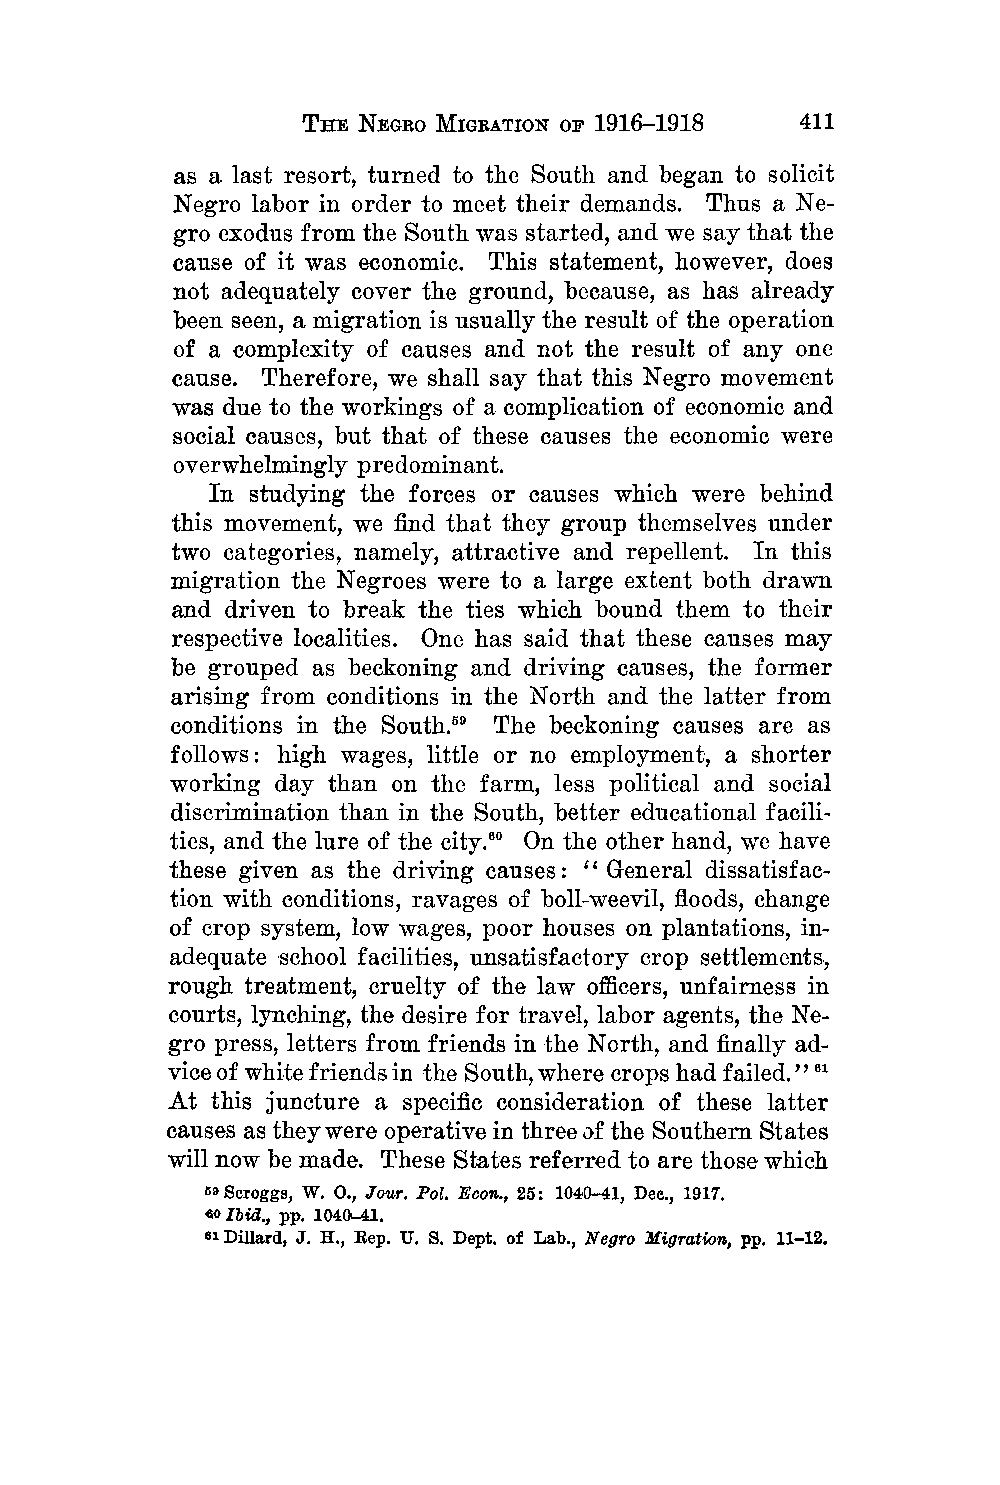 THE NEGRO MIGRATION OF 1916–1918 411
as a last resort, turned to the South and began to solicit
Negro labor in order to meet their demands. Thus a Ne-
gro exodus from the South was started, and we say that the
cause of it was economic. This statement, however, does
not adequately cover the ground, because, as has already
been seen, a migration is usually the result of the operation
of a complexity of causes and not the result of any one
cause. Therefore, we shall say that this Negro movement
was due to the workings of a complication of economic and
social causes, but that of these causes the economic were
overwhelmingly predominant.
In studying the forces or causes which were behind
this movement, we find that they group themselves under
two categories, namely, attractive and repellent. In this
migration the Negroes were to a large extent both drawn
and driven to break the ties which bound them to their
respective localities. One has said that these causes may
be grouped as beckoning and driving causes, the former
arising from conditions in the North and the latter from
conditions in the South.⁵⁹ The beckoning causes are as
follows: high wages, little or no employment, a shorter
working day than on the farm, less political and social
discrimination than in the South, better educational facili-
ties, and the lure of the city.⁶⁰ On the other hand, we have
these given as the driving causes: “General dissatisfac-
tion with conditions, ravages of boll-weevil, floods, change
of crop system, low wages, poor houses on plantations, in-
adequate school facilities, unsatisfactory crop settlements,
rough treatment, cruelty of the law officers, unfairness in
courts, lynching, the desire for travel, labor agents, the Ne-
gro press, letters from friends in the North, and finally ad-
vice of white friends in the South, where crops had failed.” ⁶¹
At this juncture a specific consideration of these latter
causes as they were operative in three of the Southern States
will now be made. These States referred to are those which
⁵⁹ Scroggs, W. O., Jour. Pol. Econ., 25: 1040–41, Dec., 1917.
⁶⁰ Ibid., pp. 1040–41.
⁶¹ Dillard, J. H., Rep. U. S. Dept. of Lab., Negro Migration, pp. 11–12.